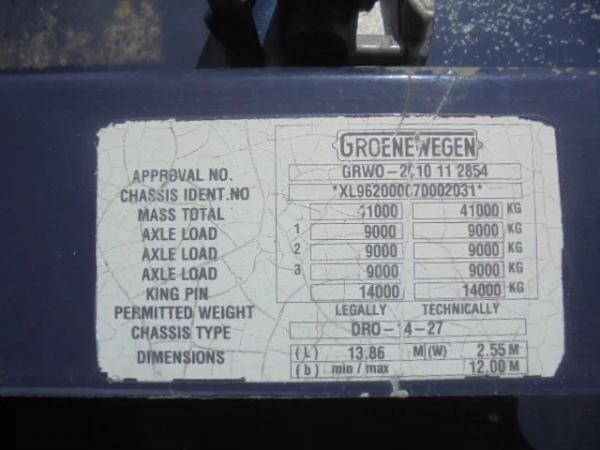 GROENEWEGEN
APPROVAL NO. GRWO-2010 11 2854
CHASSIS IDENT.NO *XL962000070002031*
MASS TOTAL 41000 41000 KG
AXLE LOAD 1 9000 9000 KG
AXLE LOAD 2 9000 9000 KG
AXLE LOAD 3 9000 9000 KG
KING PIN 14000 14000 KG
PERMITTED WEIGHT LEGALLY TECHNICALLY
CHASSIS TYPE DRO-14-27
DIMENSIONS (L) 13.86 M (W) 2.55 M
(b) min / max 12.00 M